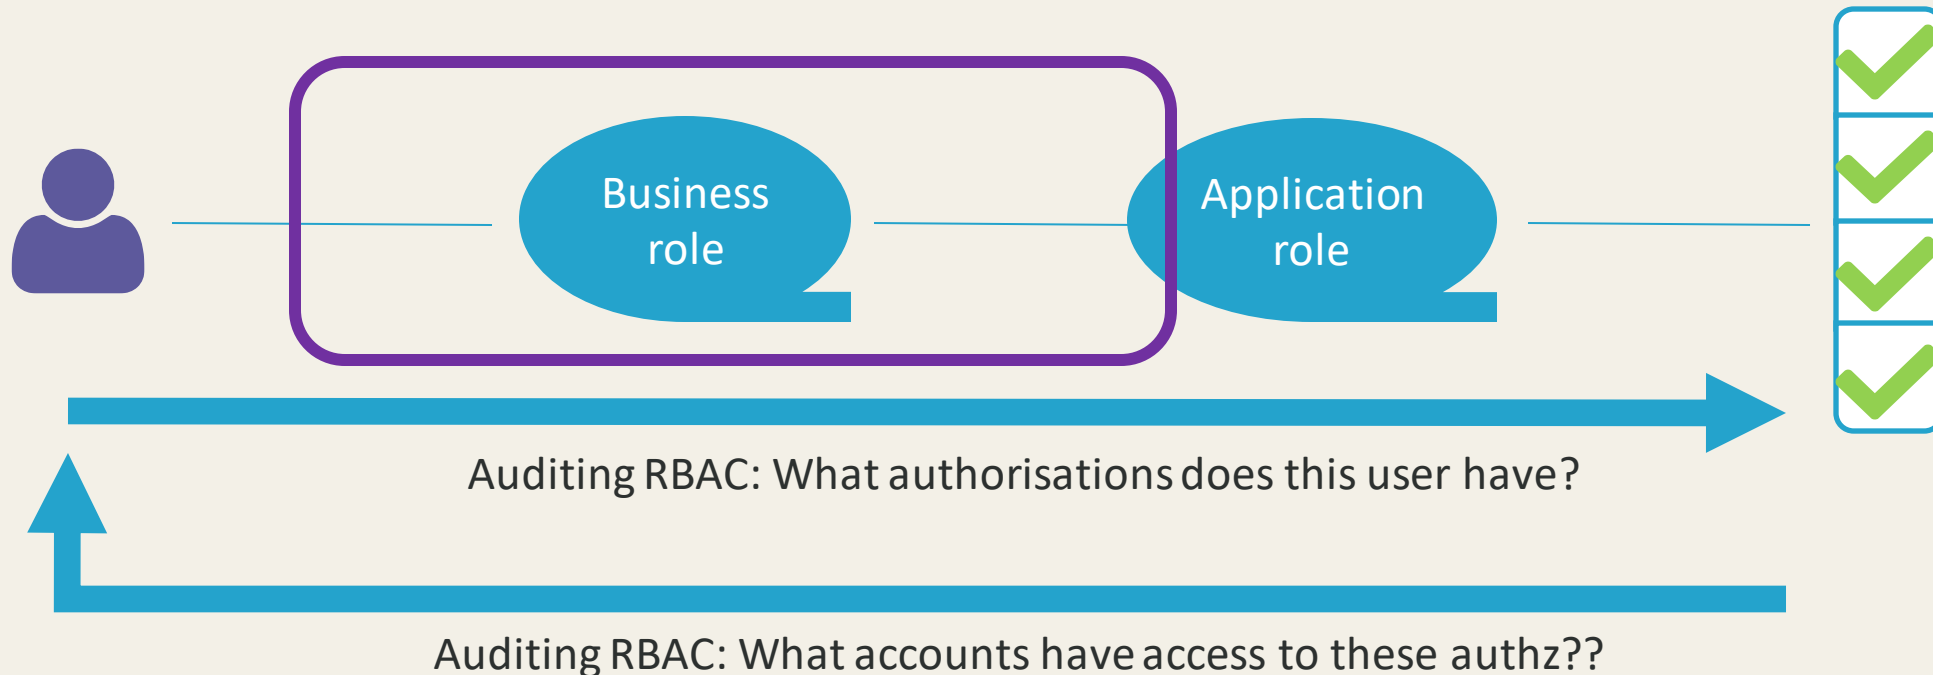 Business
role
Application
role
Auditing RBAC: What authorisations does this user have?
Auditing RBAC: What accounts have access to these authz??